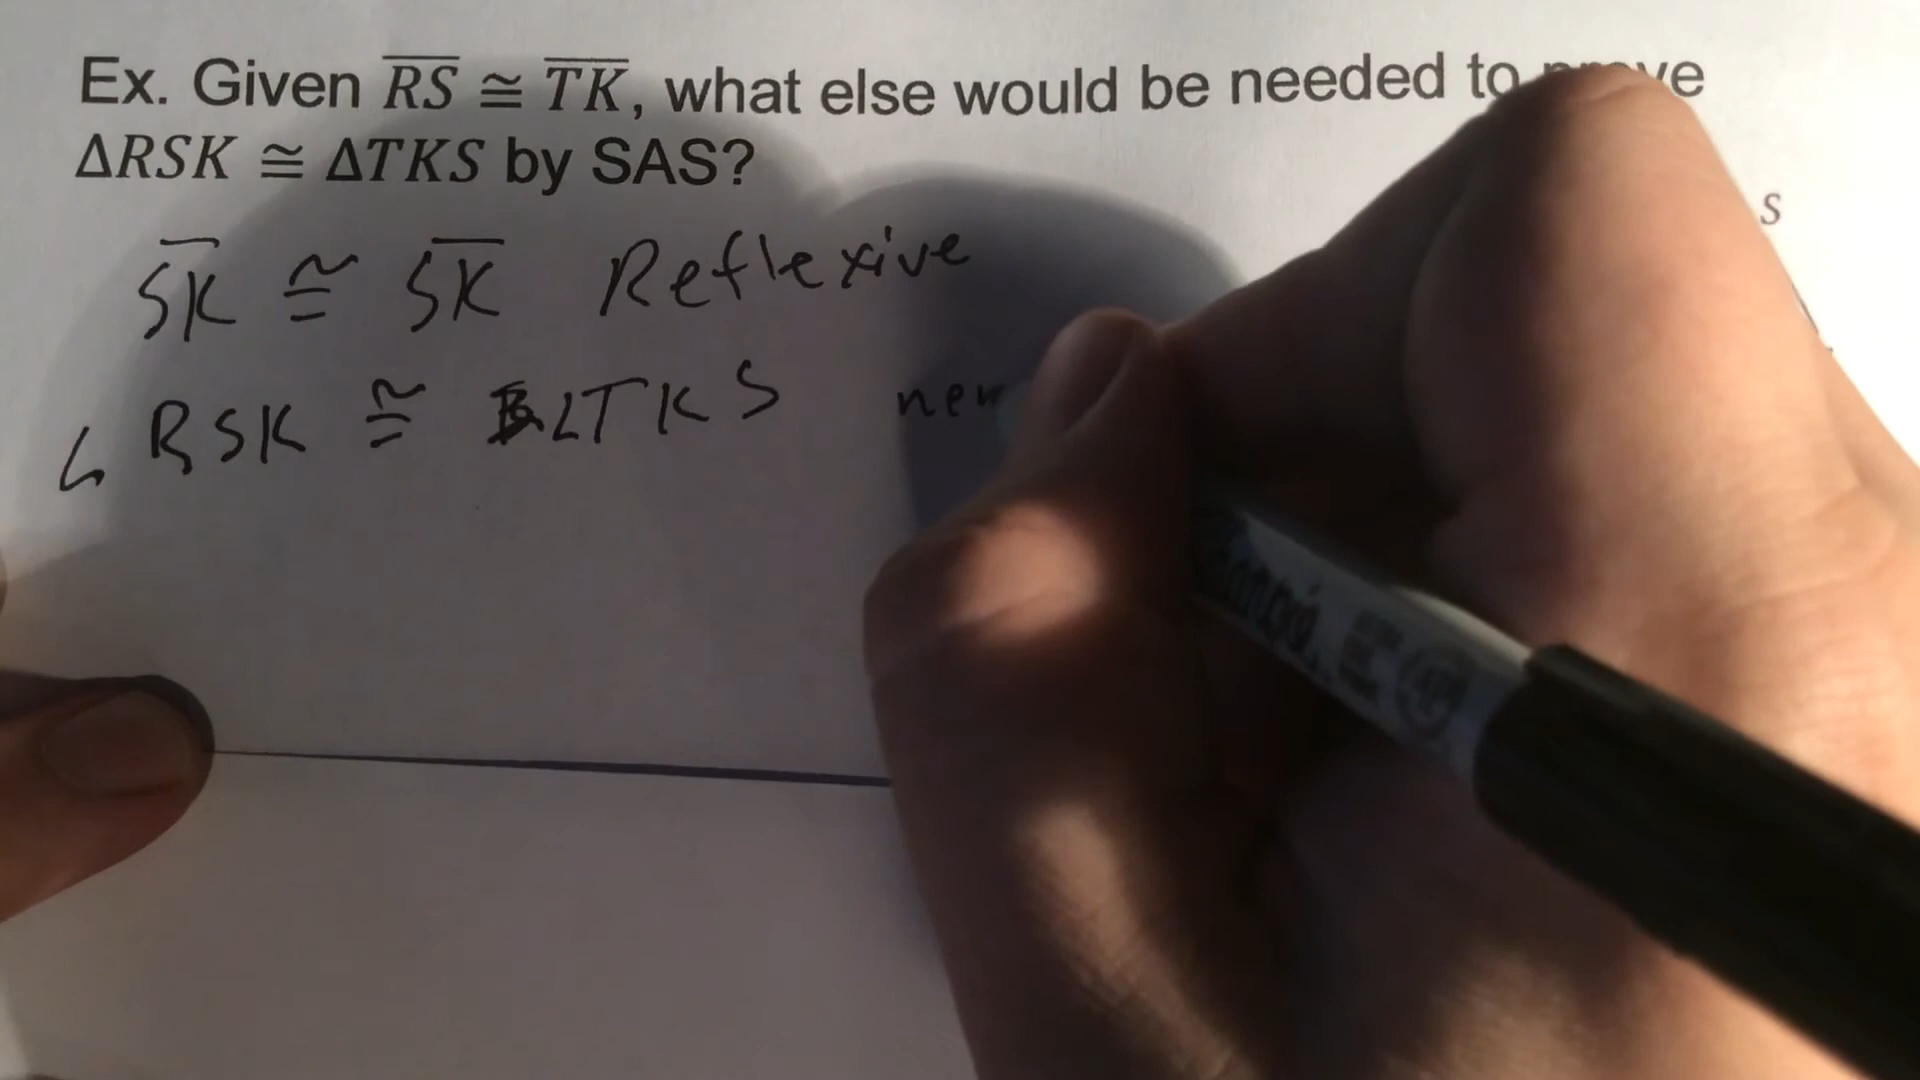 Ex. Given RS ≅ TK, what else would be needed to
ΔRSK ≅ ΔTKS by SAS?
S
SK ≅ SK Reflexive
∠RSK ≅ ∠TKS